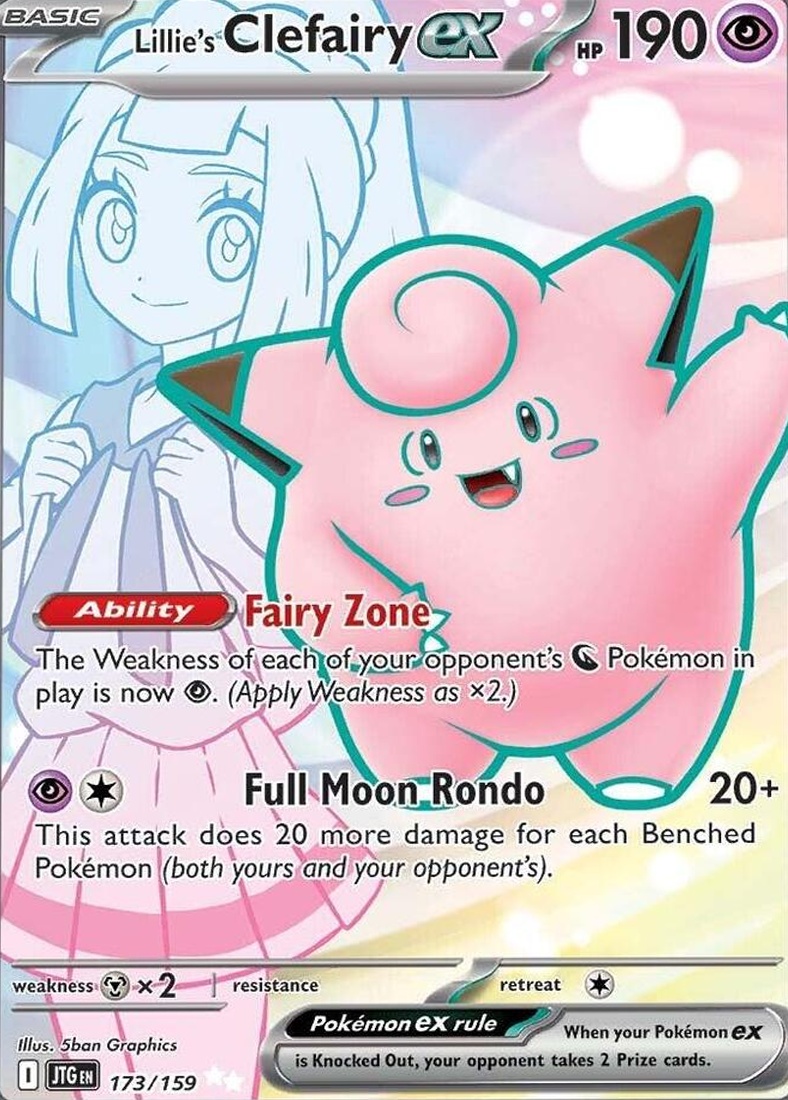 BASIC
Lillie's Clefairy ex HP 190
Ability Fairy Zone
The Weakness of each of your opponent's Pokémon in
play is now . (Apply Weakness as ×2.)
Full Moon Rondo 20+
This attack does 20 more damage for each Benched
Pokémon (both yours and your opponent's).
weakness ×2 resistance retreat
Pokémon ex rule When your Pokémon ex
is Knocked Out, your opponent takes 2 Prize cards.
Illus. 5ban Graphics
I JTG EN 173/159